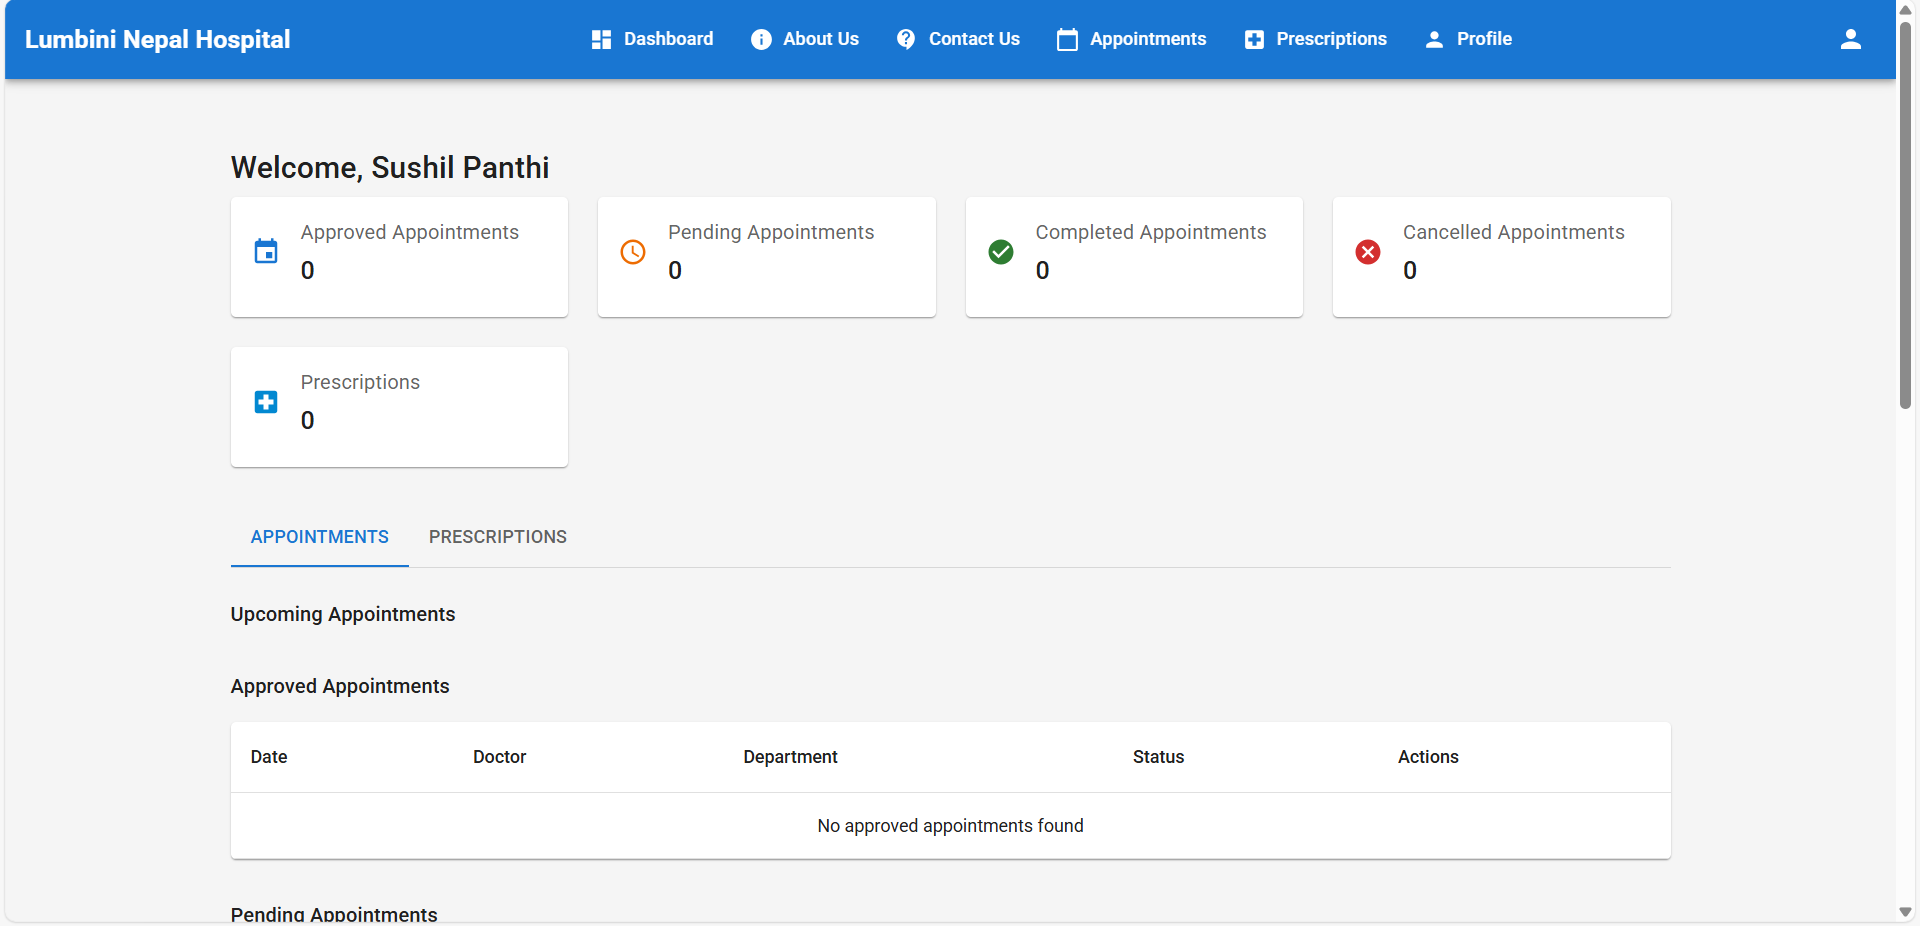 Lumbini Nepal Hospital
Dashboard
About Us
Contact Us
Appointments
Prescriptions
Profile
Welcome, Sushil Panthi
Approved Appointments
0
Pending Appointments
0
Completed Appointments
0
Cancelled Appointments
0
Prescriptions
0
APPOINTMENTS
PRESCRIPTIONS
Upcoming Appointments
Approved Appointments
Date Doctor Department Status Actions
No approved appointments found
Pending Appointments